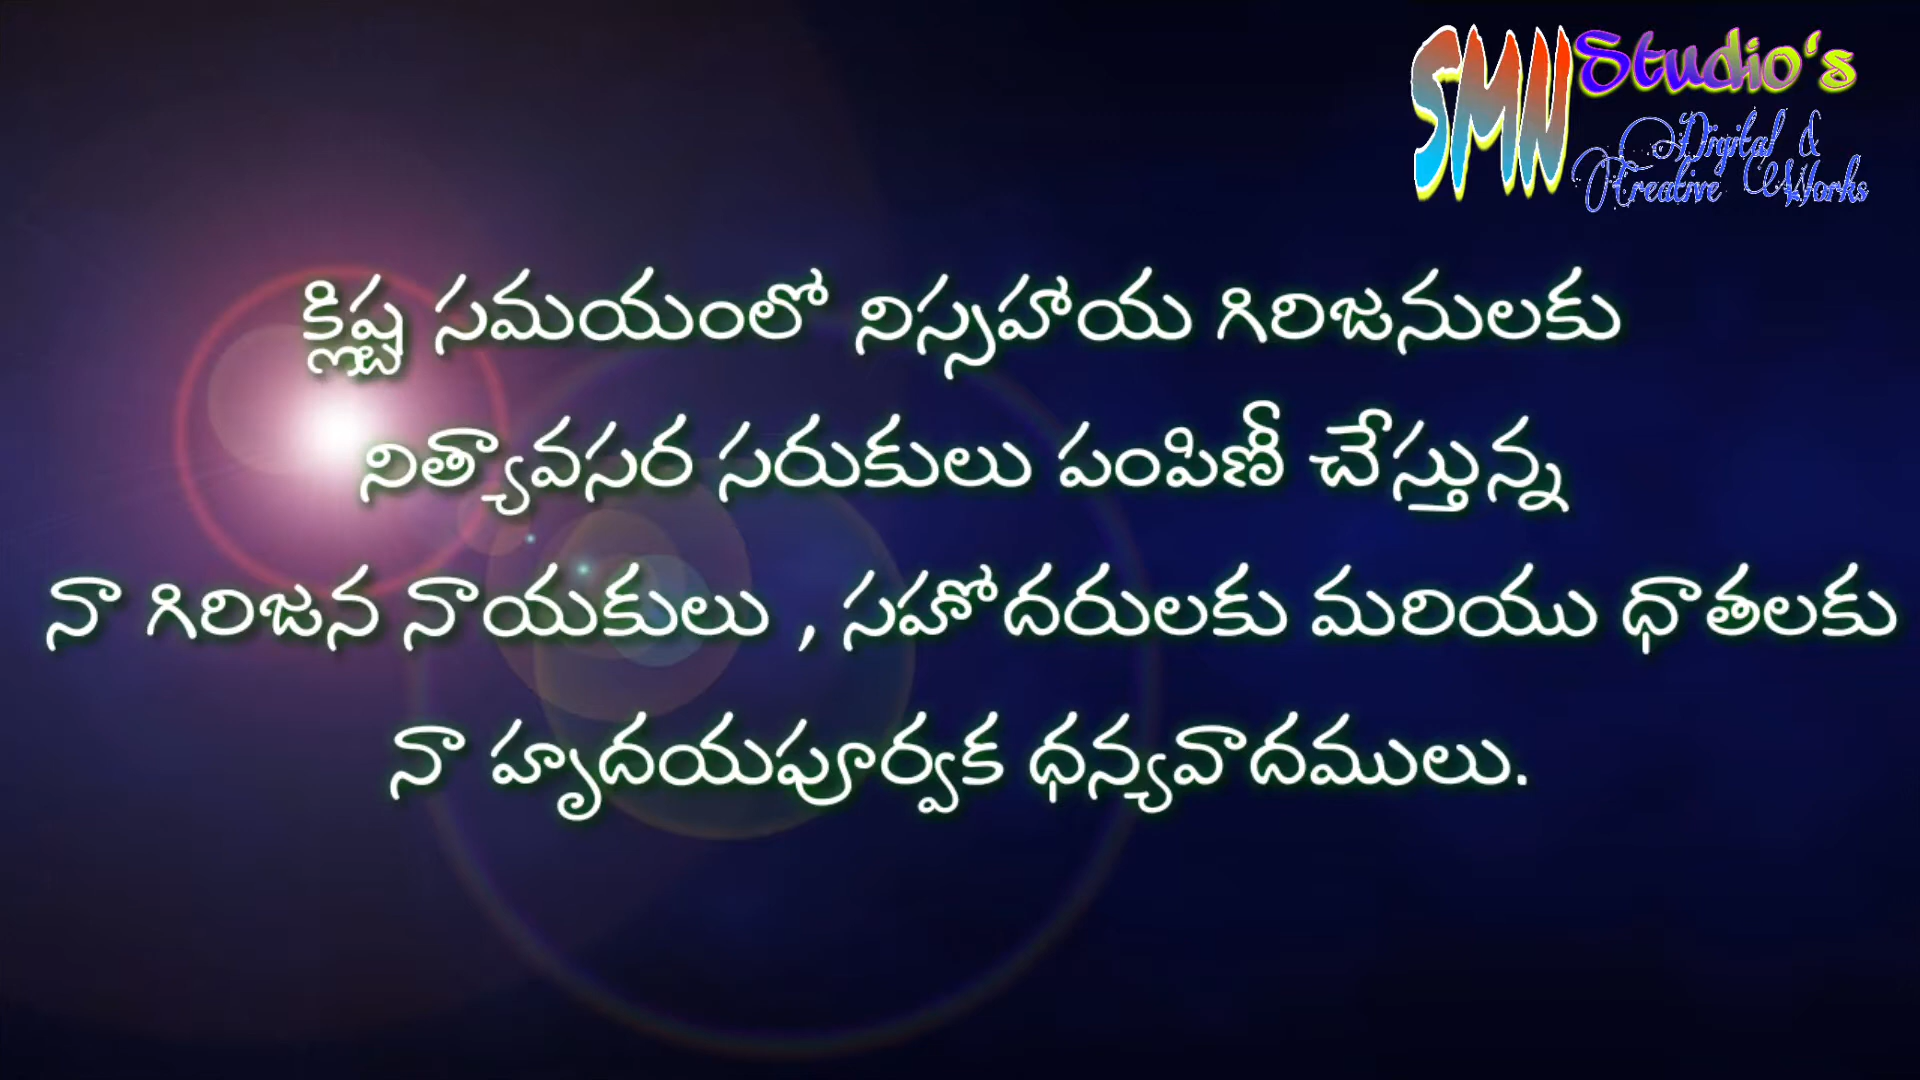 SMN Studio's
Digital &
Creative Works
క్లిష్ట సమయంలో నిస్సహాయ గిరిజనులకు
నిత్యావసర సరుకులు పంపిణీ చేస్తున్న
నా గిరిజన నాయకులు , సహోదరులకు మరియు ధాతలకు
నా హృదయపూర్వక ధన్యవాదములు.